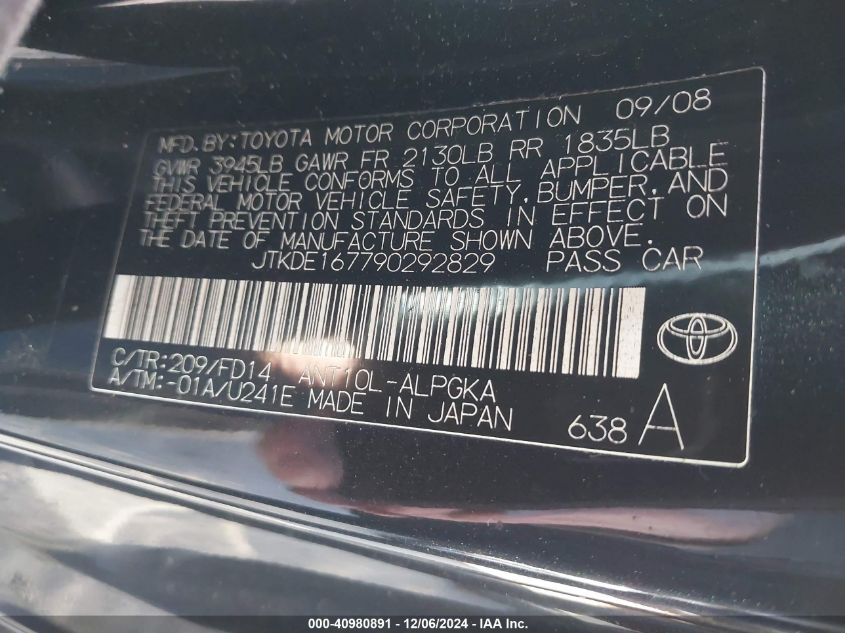 MFD. BY: TOYOTA MOTOR CORPORATION 09/08
GVWR 3945LB GAWR FR 2130LB RR 1835LB
THIS VEHICLE CONFORMS TO ALL APPLICABLE
FEDERAL MOTOR VEHICLE SAFETY, BUMPER, AND
THEFT PREVENTION STANDARDS IN EFFECT ON
THE DATE OF MANUFACTURE SHOWN ABOVE.
JTKDE167790292829 PASS CAR
C/TR: 209/FD14 ANT10L-ALPGKA
A/TM: -01A/U241E MADE IN JAPAN
638 A
000-40980891 - 12/06/2024 - IAA Inc.